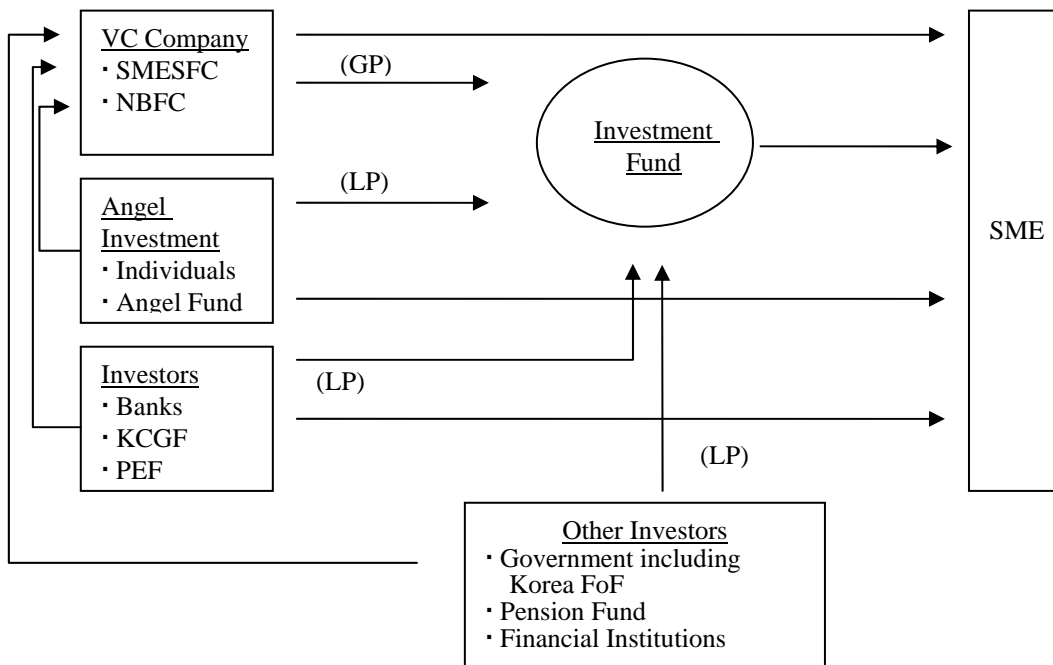 VC Company
· SMESFC
· NBFC
(GP)
Investment
Fund
(LP)
Angel
Investment
· Individuals
· Angel Fund
SME
Investors
· Banks
· KCGF
· PEF
(LP)
(LP)
Other Investors
· Government including
Korea FoF
· Pension Fund
· Financial Institutions